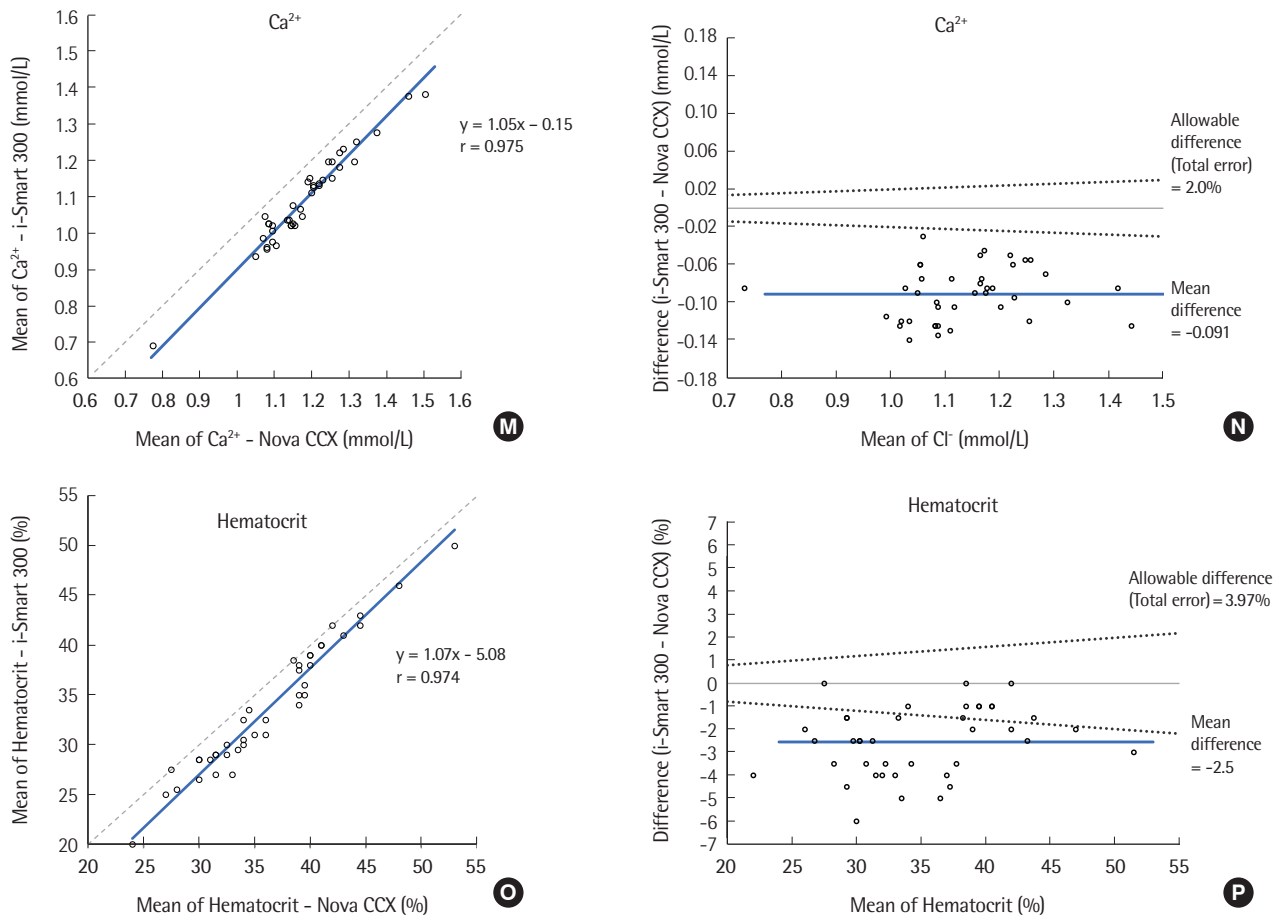 Ca²⁺
Mean of Ca²⁺ - i-Smart 300 (mmol/L)
1.6
1.5
1.4
1.3
1.2
1.1
1.0
0.9
0.8
0.7
0.6
0.6 0.7 0.8 0.9 1 1.1 1.2 1.3 1.4 1.5 1.6
y = 1.05x – 0.15
r = 0.975
Mean of Ca²⁺ - Nova CCX (mmol/L)
M
Ca²⁺
Difference (i-Smart 300 - Nova CCX) (mmol/L)
0.18
0.14
0.10
0.06
0.02
-0.02
-0.06
-0.10
-0.14
-0.18
0.7 0.8 0.9 1.0 1.1 1.2 1.3 1.4 1.5
Allowable
difference
(Total error)
= 2.0%
Mean
difference
= -0.091
Mean of Cl⁻ (mmol/L)
N
Hematocrit
Mean of Hematocrit - i-Smart 300 (%)
55
50
45
40
35
30
25
20
20 25 30 35 40 45 50 55
y = 1.07x - 5.08
r = 0.974
Mean of Hematocrit - Nova CCX (%)
O
Hematocrit
Difference (i-Smart 300 - Nova CCX) (%)
7
6
5
4
3
2
1
0
-1
-2
-3
-4
-5
-6
-7
20 25 30 35 40 45 50 55
Allowable difference
(Total error) = 3.97%
Mean
difference
= -2.5
Mean of Hematocrit (%)
P